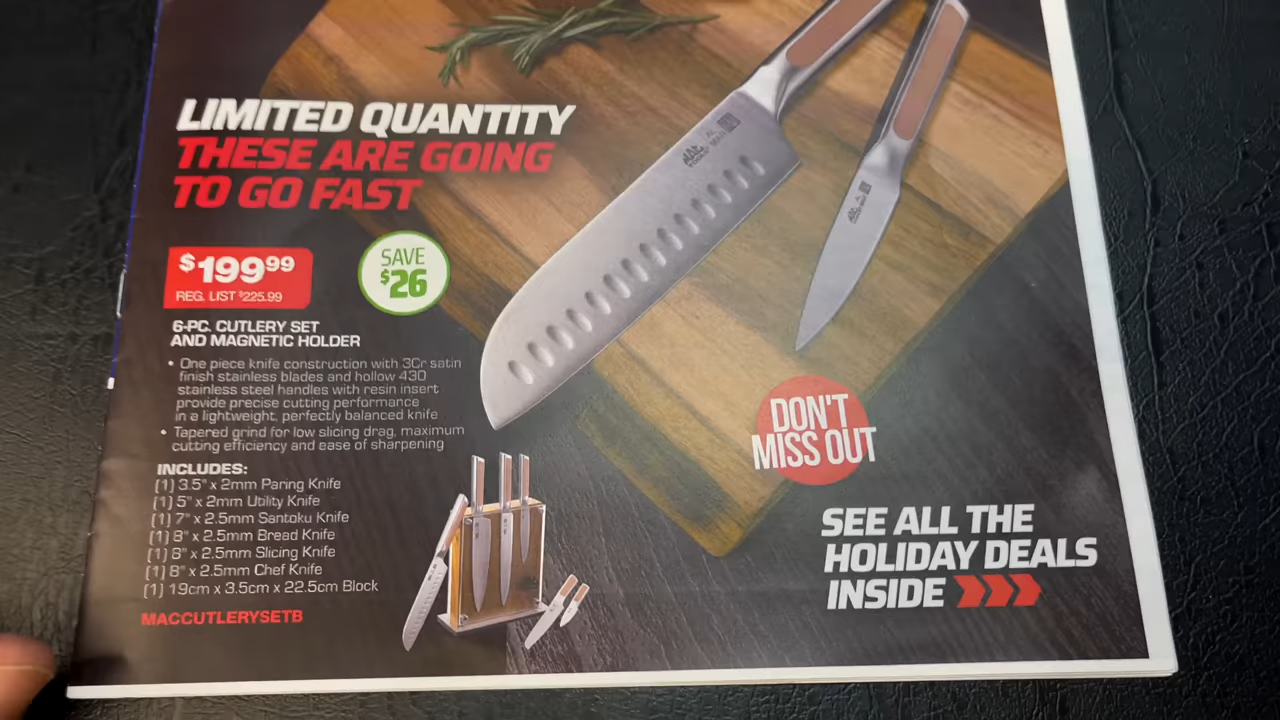 LIMITED QUANTITY
THESE ARE GOING
TO GO FAST
$199.99
REG. LIST $225.99
SAVE
$26
6-PC. CUTLERY SET
AND MAGNETIC HOLDER
• One piece knife construction with 3Cr satin
finish stainless blades and hollow 430
stainless steel handles with resin insert
provide precise cutting performance
in a lightweight, perfectly balanced knife
• Tapered grind for low slicing drag, maximum
cutting efficiency and ease of sharpening
INCLUDES:
(1) 3.5" x 2mm Paring Knife
(1) 5" x 2mm Utility Knife
(1) 7" x 2.5mm Santoku Knife
(1) 8" x 2.5mm Bread Knife
(1) 8" x 2.5mm Slicing Knife
(1) 8" x 2.5mm Chef Knife
(1) 19cm x 3.5cm x 22.5cm Block
MACCUTLERYSETB
MAC
TOOLS
MAC
DON'T
MISS OUT
SEE ALL THE
HOLIDAY DEALS
INSIDE